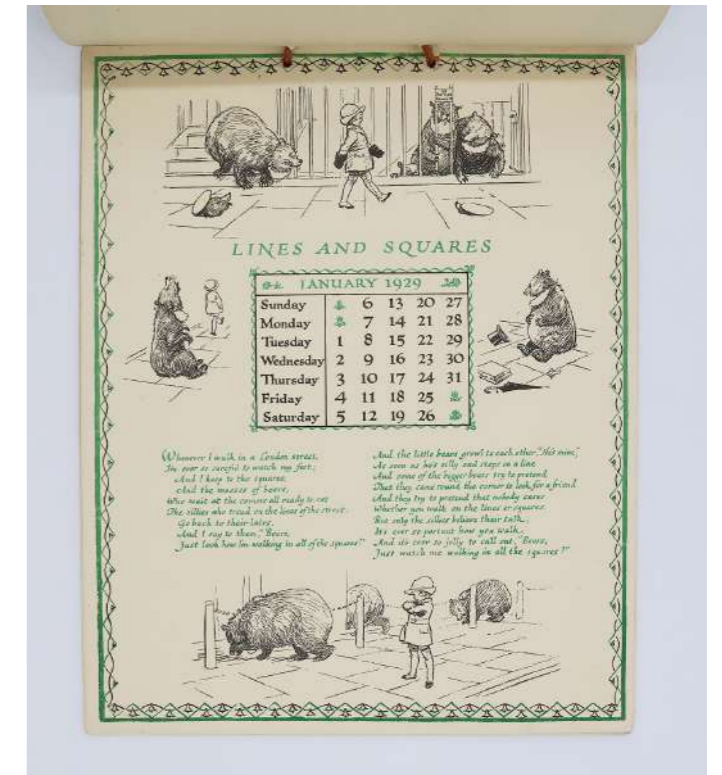 LINES AND SQUARES
JANUARY 1929
Sunday 6 13 20 27
Monday 7 14 21 28
Tuesday 1 8 15 22 29
Wednesday 2 9 16 23 30
Thursday 3 10 17 24 31
Friday 4 11 18 25
Saturday 5 12 19 26
Whenever I walk in a London street,
I'm ever so careful to watch my feet;
And I keep in the squares,
And the masses of bears,
Who wait at the corners all ready to eat
The sillies who tread on the lines of the street,
Go back to their lairs,
And I say to them, "Bears,
Just look how I'm walking in all of the squares!"
And the little bears growl to each other, "He's mine,
As soon as he's silly and steps on a line."
And some of the bigger bears try to pretend
That they came round the corner to look for a friend;
And they try to pretend that nobody cares
Whether you walk on the lines or squares.
But only the sillies believe their talk;
It's ever so portant how you walk.
And it's ever so jolly to call out, "Bears,
Just watch me walking in all the squares!"